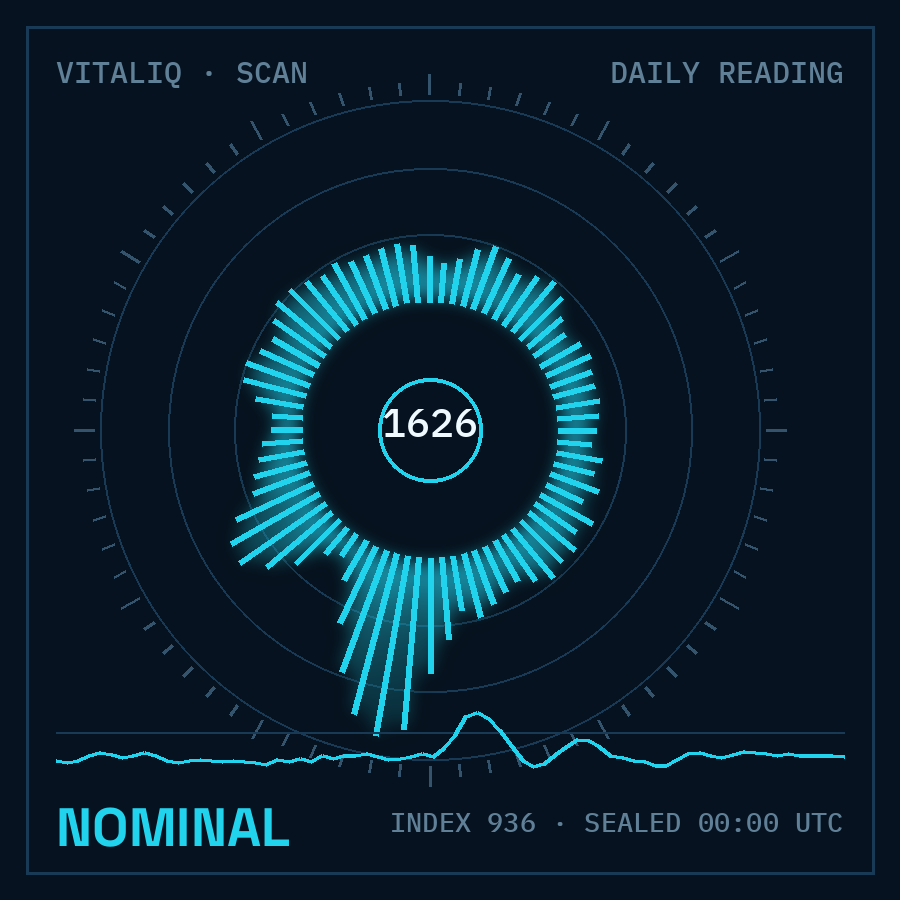 VITALIQ · SCAN
DAILY READING
1626
NOMINAL
INDEX 936 · SEALED 00:00 UTC